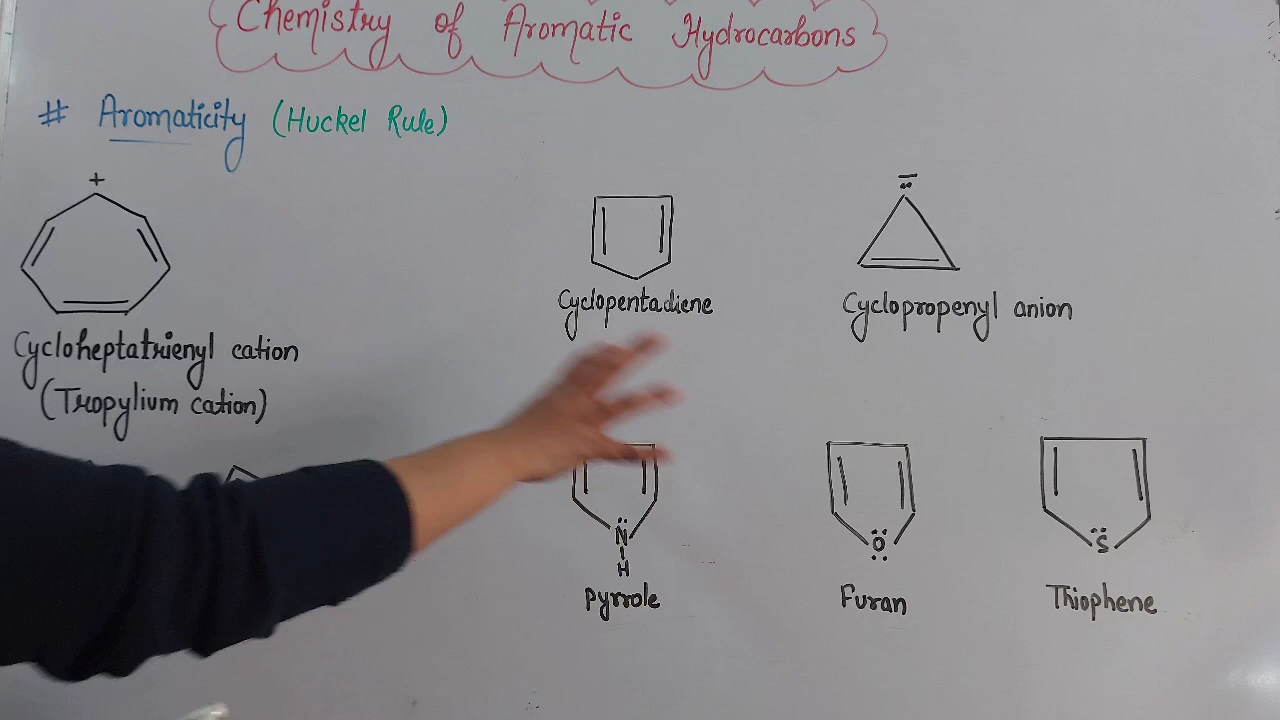 Chemistry of Aromatic Hydrocarbons
# Aromaticity (Huckel Rule)
+
Cycloheptatrienyl cation
(Tropylium cation)
Cyclopentadiene
Cyclopropenyl anion
N
H
Pyrrole
O
Furan
S
Thiophene